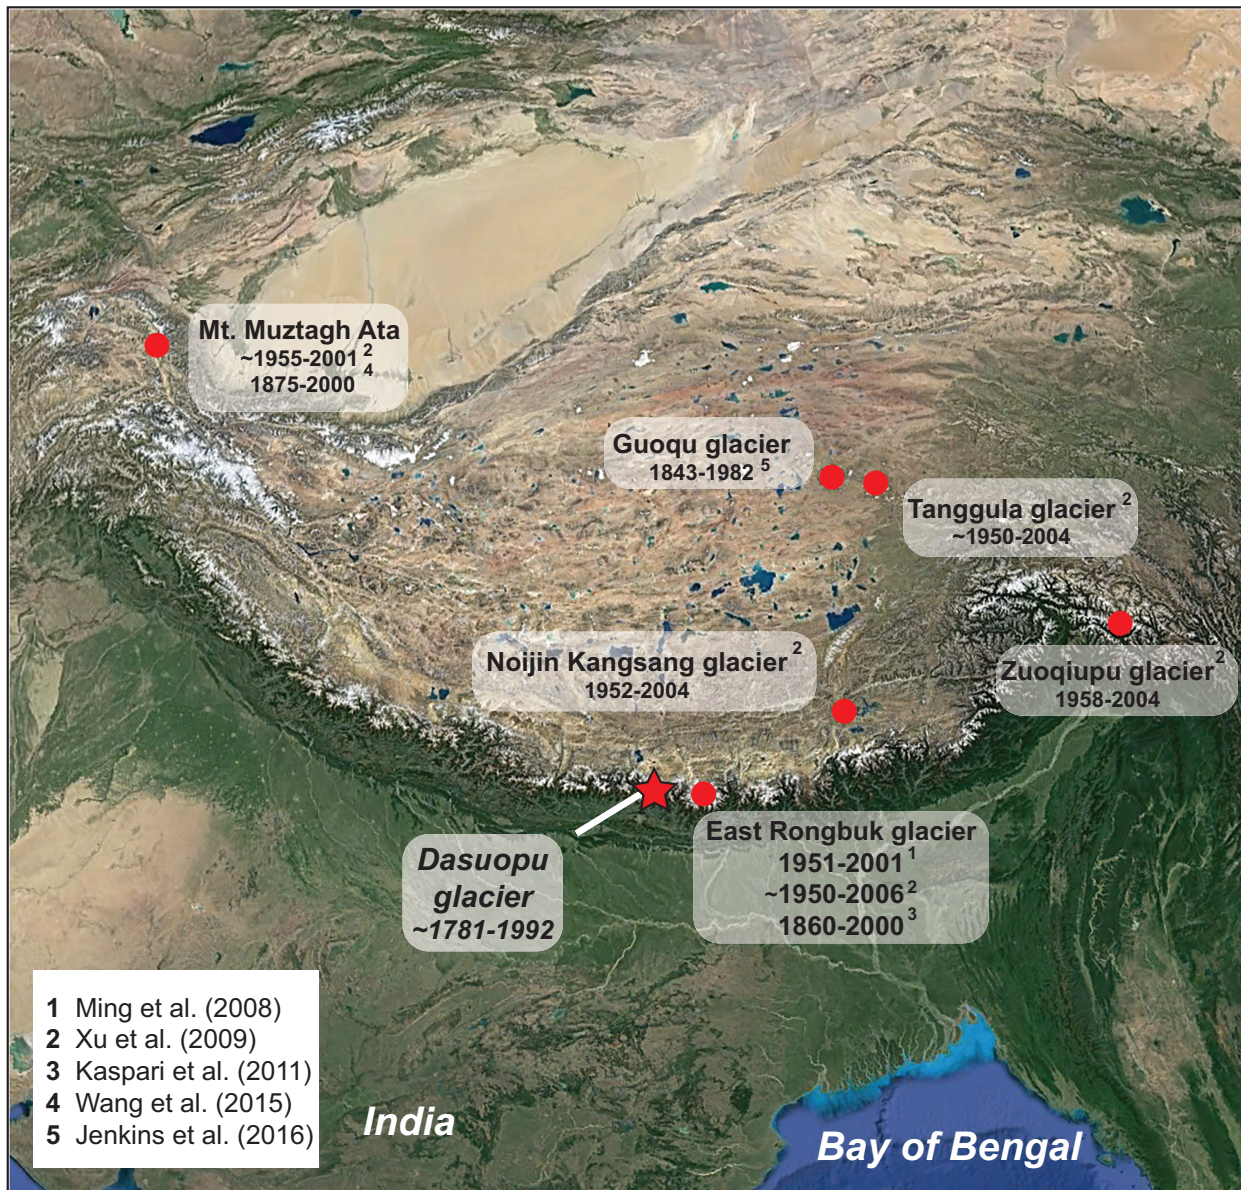 Mt. Muztagh Ata
~1955-2001 2
1875-2000 4
Guoqu glacier
1843-1982 5
Tanggula glacier 2
~1950-2004
Noijin Kangsang glacier 2
1952-2004
Zuoqiupu glacier 2
1958-2004
Dasuopu
glacier
~1781-1992
East Rongbuk glacier
1951-2001 1
~1950-2006 2
1860-2000 3
1 Ming et al. (2008)
2 Xu et al. (2009)
3 Kaspari et al. (2011)
4 Wang et al. (2015)
5 Jenkins et al. (2016)
India
Bay of Bengal